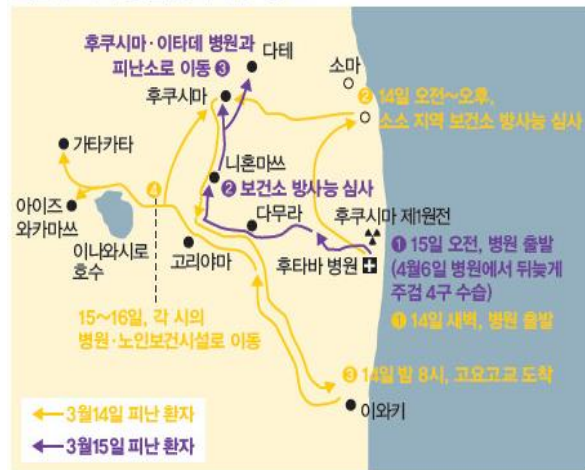 후쿠시마·이타데 병원과
피난소로 이동 ❸
다테
소마
후쿠시마
❷ 14일 오전~오후,
소소 지역 보건소 방사능 심사
가타카타
❹
니혼마쓰
❷ 보건소 방사능 심사
아이즈
와카마쓰
다무라
후쿠시마 제1원전
이나와시로
호수
고리야마
후타바 병원
❶ 15일 오전, 병원 출발
(4월6일 병원에서 뒤늦게
주검 4구 수습)
❶ 14일 새벽, 병원 출발
15~16일, 각 시의
병원·노인보건시설로 이동
❸ 14일 밤 8시, 고요고교 도착
이와키
3월14일 피난 환자
3월15일 피난 환자